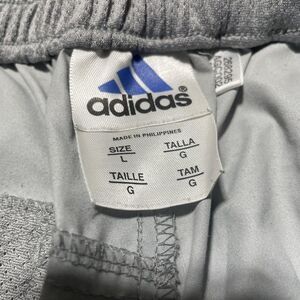 adidas®
MADE IN PHILIPPINES
SIZE
L
TALLA
G
TAILLE
G
TAM
G